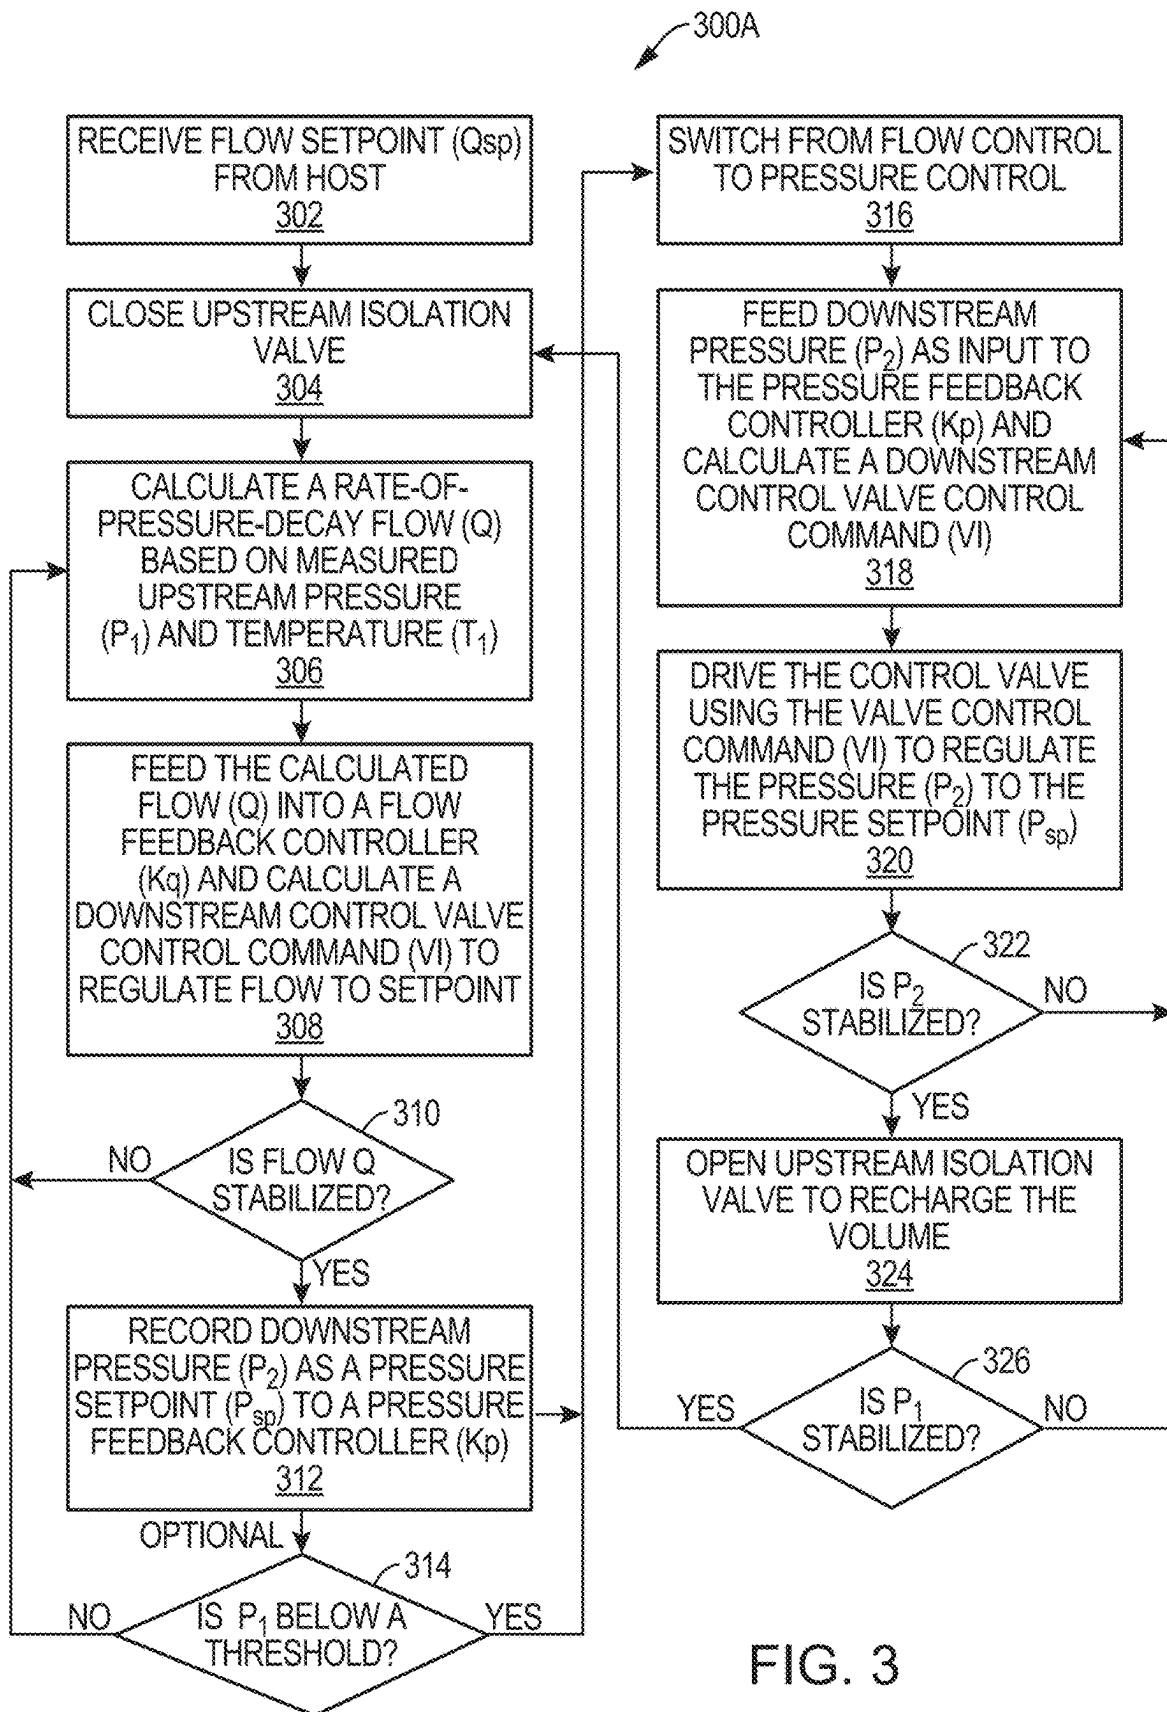 300A
RECEIVE FLOW SETPOINT (Qsp)
FROM HOST
302
CLOSE UPSTREAM ISOLATION
VALVE
304
CALCULATE A RATE-OF-
PRESSURE-DECAY FLOW (Q)
BASED ON MEASURED
UPSTREAM PRESSURE
(P₁) AND TEMPERATURE (T₁)
306
FEED THE CALCULATED
FLOW (Q) INTO A FLOW
FEEDBACK CONTROLLER
(Kq) AND CALCULATE A
DOWNSTREAM CONTROL VALVE
CONTROL COMMAND (VI) TO
REGULATE FLOW TO SETPOINT
308
310
NO
IS FLOW Q
STABILIZED?
YES
RECORD DOWNSTREAM
PRESSURE (P₂) AS A PRESSURE
SETPOINT (Psp) TO A PRESSURE
FEEDBACK CONTROLLER (Kp)
312
OPTIONAL
314
NO
IS P₁ BELOW A
THRESHOLD?
YES
SWITCH FROM FLOW CONTROL
TO PRESSURE CONTROL
316
FEED DOWNSTREAM
PRESSURE (P₂) AS INPUT TO
THE PRESSURE FEEDBACK
CONTROLLER (Kp) AND
CALCULATE A DOWNSTREAM
CONTROL VALVE CONTROL
COMMAND (VI)
318
DRIVE THE CONTROL VALVE
USING THE VALVE CONTROL
COMMAND (VI) TO REGULATE
THE PRESSURE (P₂) TO THE
PRESSURE SETPOINT (Psp)
320
322
IS P₂
STABILIZED?
NO
YES
OPEN UPSTREAM ISOLATION
VALVE TO RECHARGE THE
VOLUME
324
326
YES
IS P₁
STABILIZED?
NO
FIG. 3